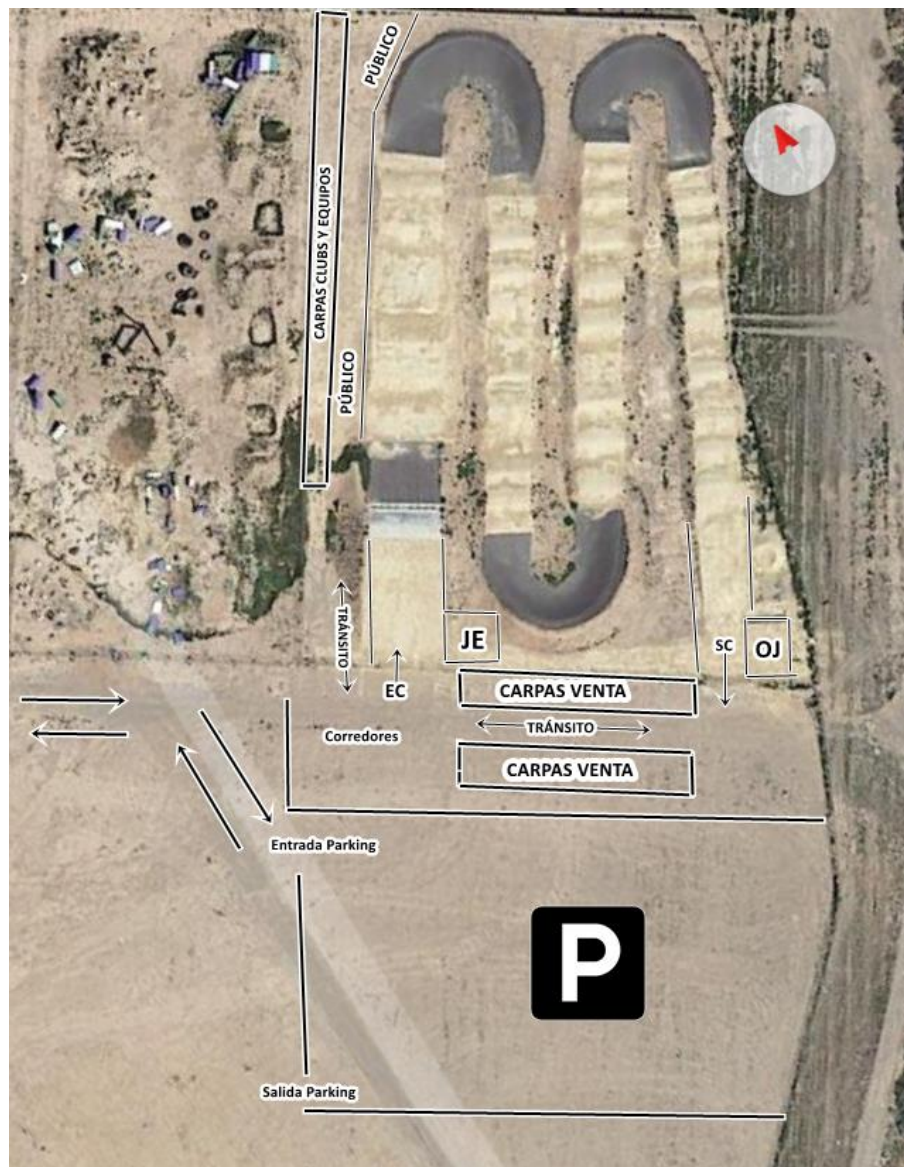 PÚBLICO
CARPAS CLUBS Y EQUIPOS
PÚBLICO
TRÁNSITO
JE
SC
OJ
EC
CARPAS VENTA
Corredores
TRÁNSITO
CARPAS VENTA
Entrada Parking
P
Salida Parking